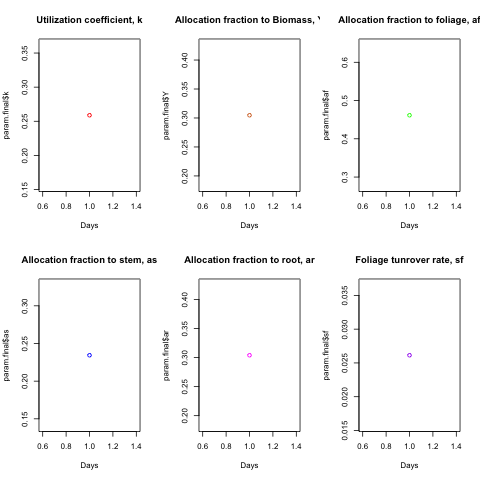 Utilization coefficient, k
param.final$k
0.35
0.30
0.25
0.20
0.15
0.6 0.8 1.0 1.2 1.4
Days
Allocation fraction to Biomass,
param.final$Y
0.40
0.35
0.30
0.25
0.20
0.6 0.8 1.0 1.2 1.4
Days
Allocation fraction to foliage, af
param.final$af
0.6
0.5
0.4
0.3
0.6 0.8 1.0 1.2 1.4
Days
Allocation fraction to stem, as
param.final$as
0.30
0.25
0.20
0.15
0.6 0.8 1.0 1.2 1.4
Days
Allocation fraction to root, ar
param.final$ar
0.40
0.35
0.30
0.25
0.20
0.6 0.8 1.0 1.2 1.4
Days
Foliage tunrover rate, sf
param.final$sf
0.035
0.030
0.025
0.020
0.015
0.6 0.8 1.0 1.2 1.4
Days